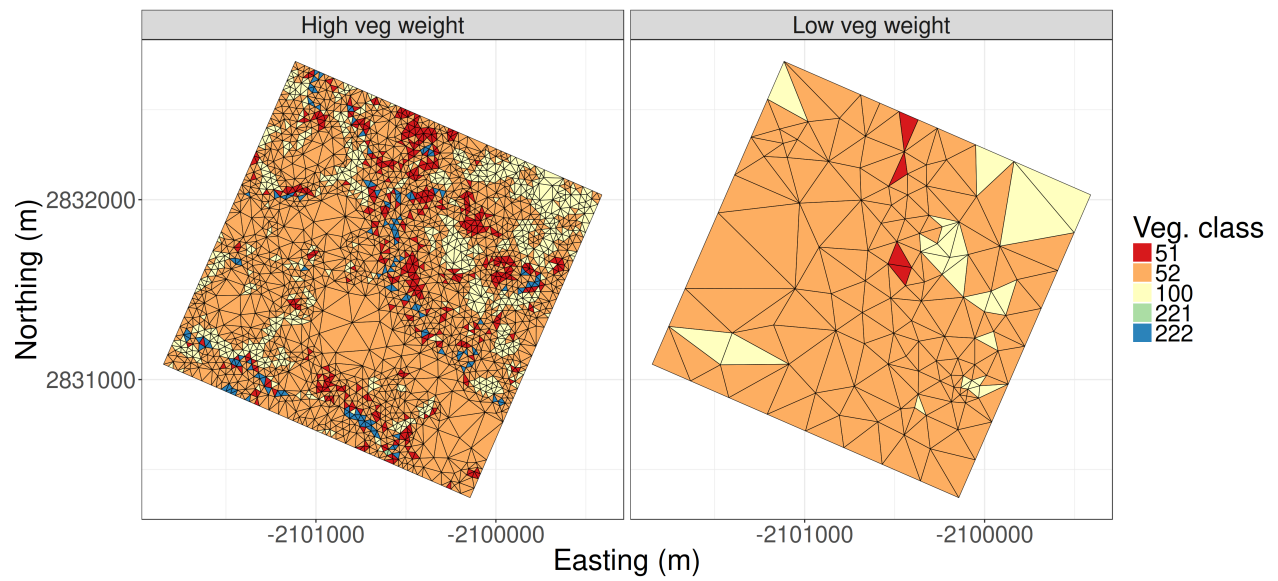 High veg weight
Low veg weight
Northing (m)
2832000
2831000
-2101000
-2100000
-2101000
-2100000
Easting (m)
Veg. class
51
52
100
221
222